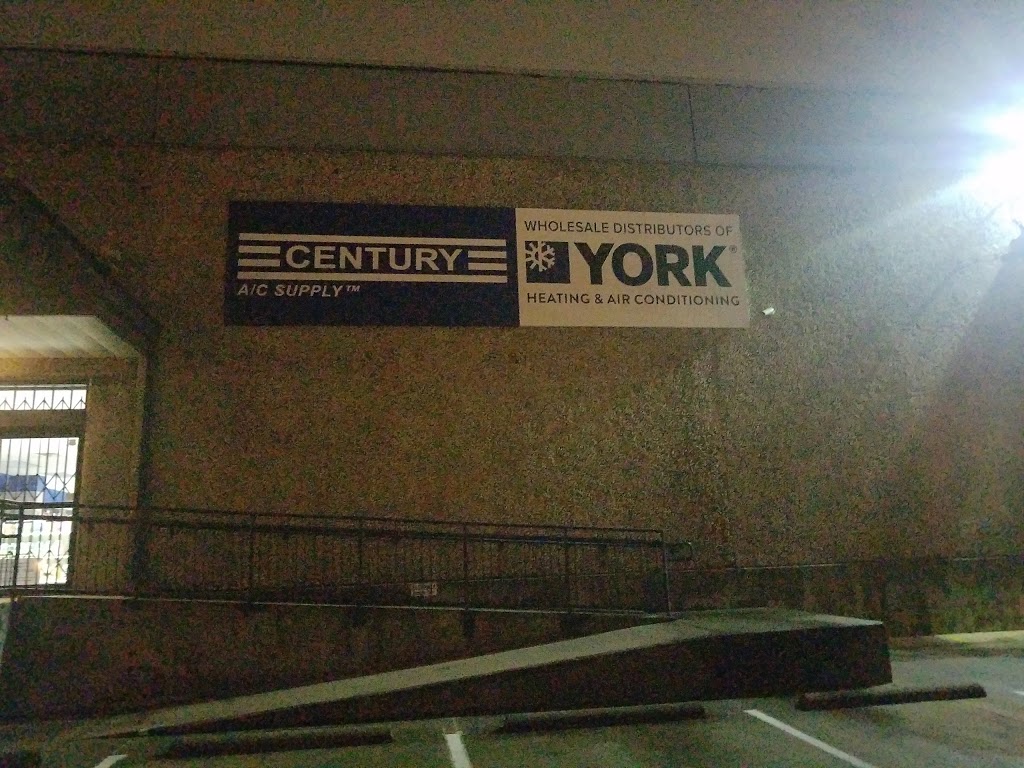 CENTURY
A/C SUPPLY™
WHOLESALE DISTRIBUTORS OF
YORK®
HEATING & AIR CONDITIONING